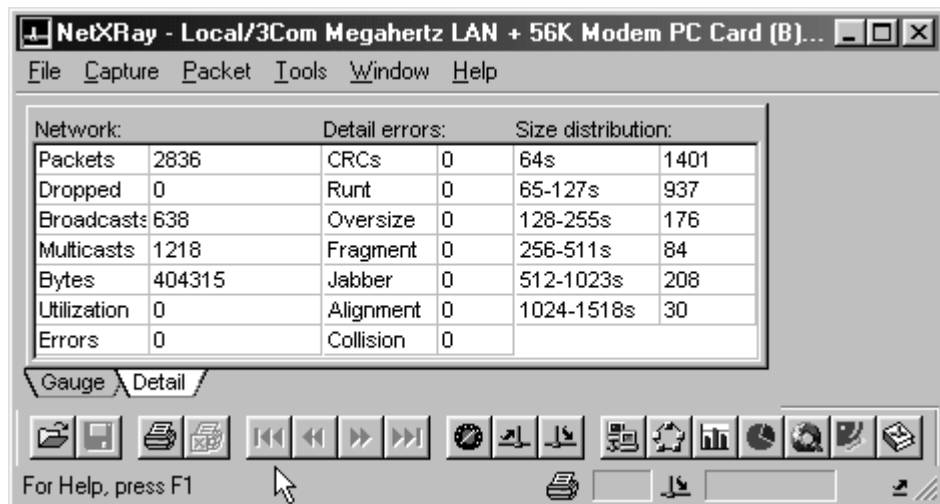 NetXRay - Local/3Com Megahertz LAN + 56K Modem PC Card (B)...
File Capture Packet Tools Window Help
Network: Detail errors: Size distribution:
Packets 2836 CRCs 0 64s 1401
Dropped 0 Runt 0 65-127s 937
Broadcasts 638 Oversize 0 128-255s 176
Multicasts 1218 Fragment 0 256-511s 84
Bytes 404315 Jabber 0 512-1023s 208
Utilization 0 Alignment 0 1024-1518s 30
Errors 0 Collision 0
Gauge Detail
For Help, press F1